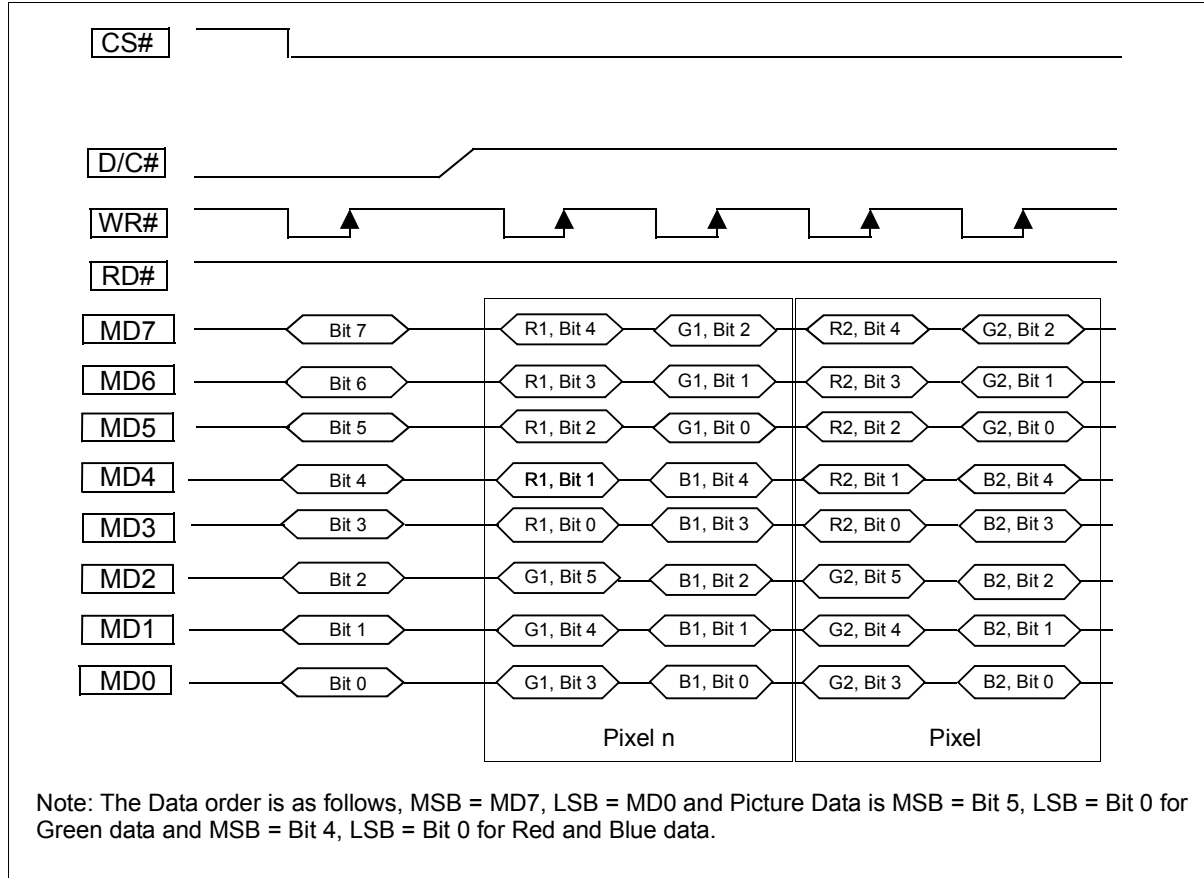 CS#
D/C#
WR#
RD#
MD7 Bit 7 R1, Bit 4 G1, Bit 2 R2, Bit 4 G2, Bit 2
MD6 Bit 6 R1, Bit 3 G1, Bit 1 R2, Bit 3 G2, Bit 1
MD5 Bit 5 R1, Bit 2 G1, Bit 0 R2, Bit 2 G2, Bit 0
MD4 Bit 4 R1, Bit 1 B1, Bit 4 R2, Bit 1 B2, Bit 4
MD3 Bit 3 R1, Bit 0 B1, Bit 3 R2, Bit 0 B2, Bit 3
MD2 Bit 2 G1, Bit 5 B1, Bit 2 G2, Bit 5 B2, Bit 2
MD1 Bit 1 G1, Bit 4 B1, Bit 1 G2, Bit 4 B2, Bit 1
MD0 Bit 0 G1, Bit 3 B1, Bit 0 G2, Bit 3 B2, Bit 0
Pixel n Pixel
Note: The Data order is as follows, MSB = MD7, LSB = MD0 and Picture Data is MSB = Bit 5, LSB = Bit 0 for
Green data and MSB = Bit 4, LSB = Bit 0 for Red and Blue data.